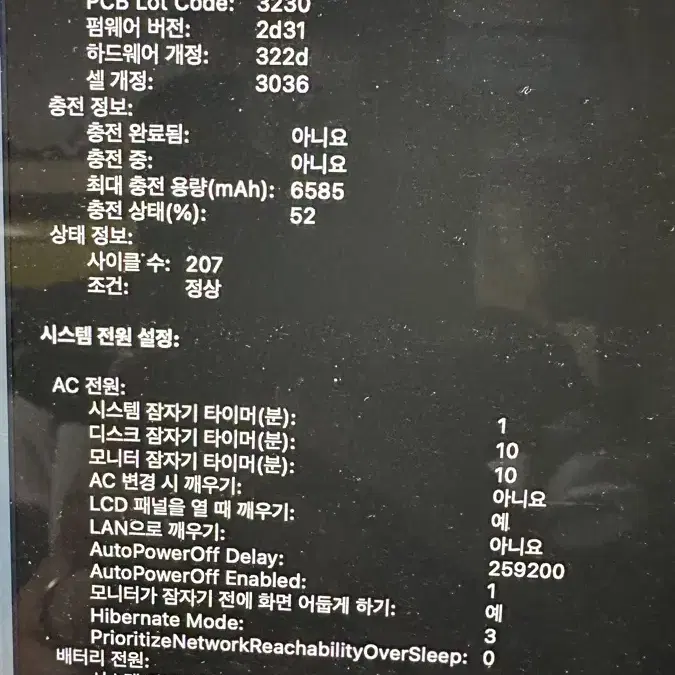 PCB Lot Code: 3230
펌웨어 버전: 2d31
하드웨어 개정: 322d
셀 개정: 3036
충전 정보:
충전 완료됨: 아니요
충전 중: 아니요
최대 충전 용량(mAh): 6585
충전 상태(%): 52
상태 정보:
사이클 수: 207
조건: 정상
시스템 전원 설정:
AC 전원:
시스템 잠자기 타이머(분): 1
디스크 잠자기 타이머(분): 10
모니터 잠자기 타이머(분): 10
AC 변경 시 깨우기: 아니요
LCD 패널을 열 때 깨우기: 예
LAN으로 깨우기: 아니요
AutoPowerOff Delay: 259200
AutoPowerOff Enabled: 1
모니터가 잠자기 전에 화면 어둡게 하기: 예
Hibernate Mode: 3
PrioritizeNetworkReachabilityOverSleep: 0
배터리 전원: